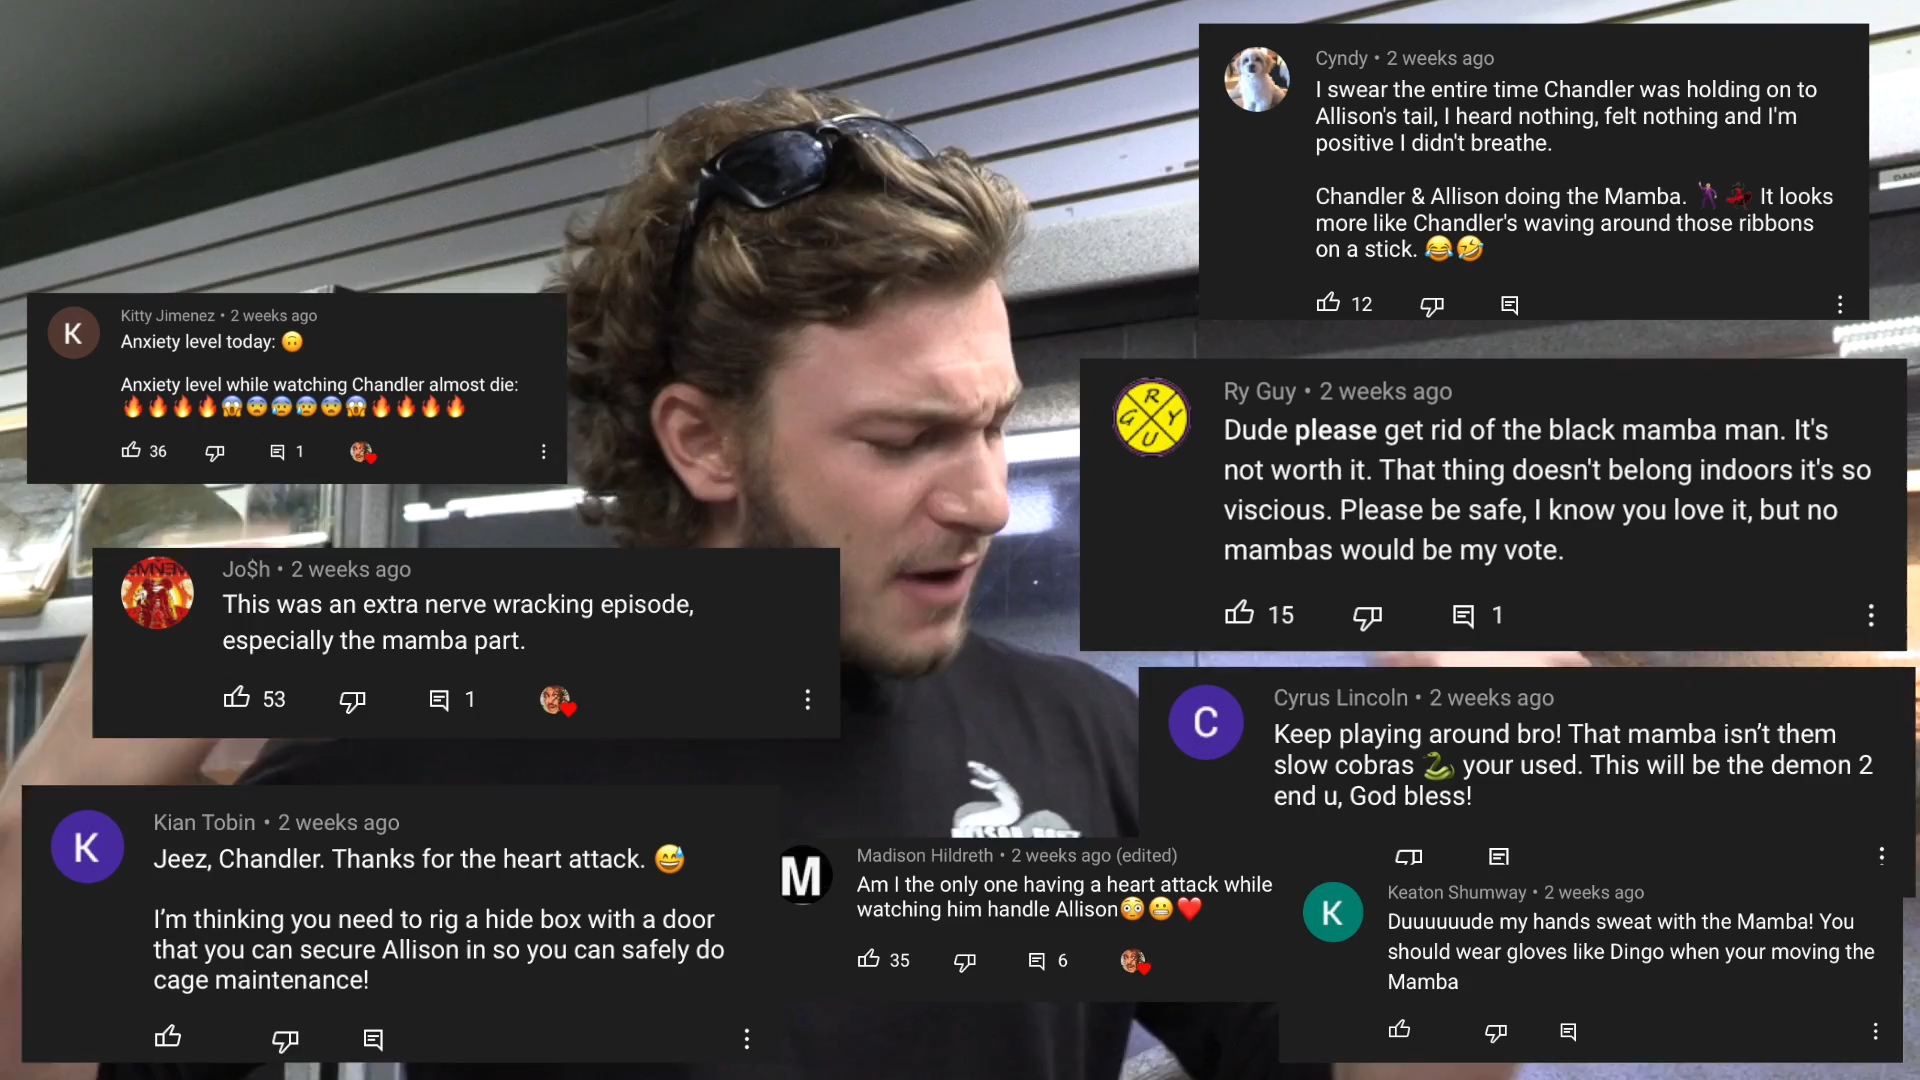 Cyndy • 2 weeks ago
I swear the entire time Chandler was holding on to
Allison's tail, I heard nothing, felt nothing and I'm
positive I didn't breathe.
Chandler & Allison doing the Mamba. 🕺 💃 It looks
more like Chandler's waving around those ribbons
on a stick. 😂🤣
12
K
Kitty Jimenez • 2 weeks ago
Anxiety level today: 🙃
Anxiety level while watching Chandler almost die:
🔥🔥🔥🔥😱😨😰😰😨😱🔥🔥🔥🔥
36
1
R
G Y
U
Ry Guy • 2 weeks ago
Dude please get rid of the black mamba man. It's
not worth it. That thing doesn't belong indoors it's so
viscious. Please be safe, I know you love it, but no
mambas would be my vote.
15
1
Jo$h • 2 weeks ago
This was an extra nerve wracking episode,
especially the mamba part.
53
1
C
Cyrus Lincoln • 2 weeks ago
Keep playing around bro! That mamba isn’t them
slow cobras 🐍 your used. This will be the demon 2
end u, God bless!
K
Kian Tobin • 2 weeks ago
Jeez, Chandler. Thanks for the heart attack. 😅
I’m thinking you need to rig a hide box with a door
that you can secure Allison in so you can safely do
cage maintenance!
M
Madison Hildreth • 2 weeks ago (edited)
Am I the only one having a heart attack while
watching him handle Allison😳😬❤️
35
6
K
Keaton Shumway • 2 weeks ago
Duuuuuude my hands sweat with the Mamba! You
should wear gloves like Dingo when your moving the
Mamba